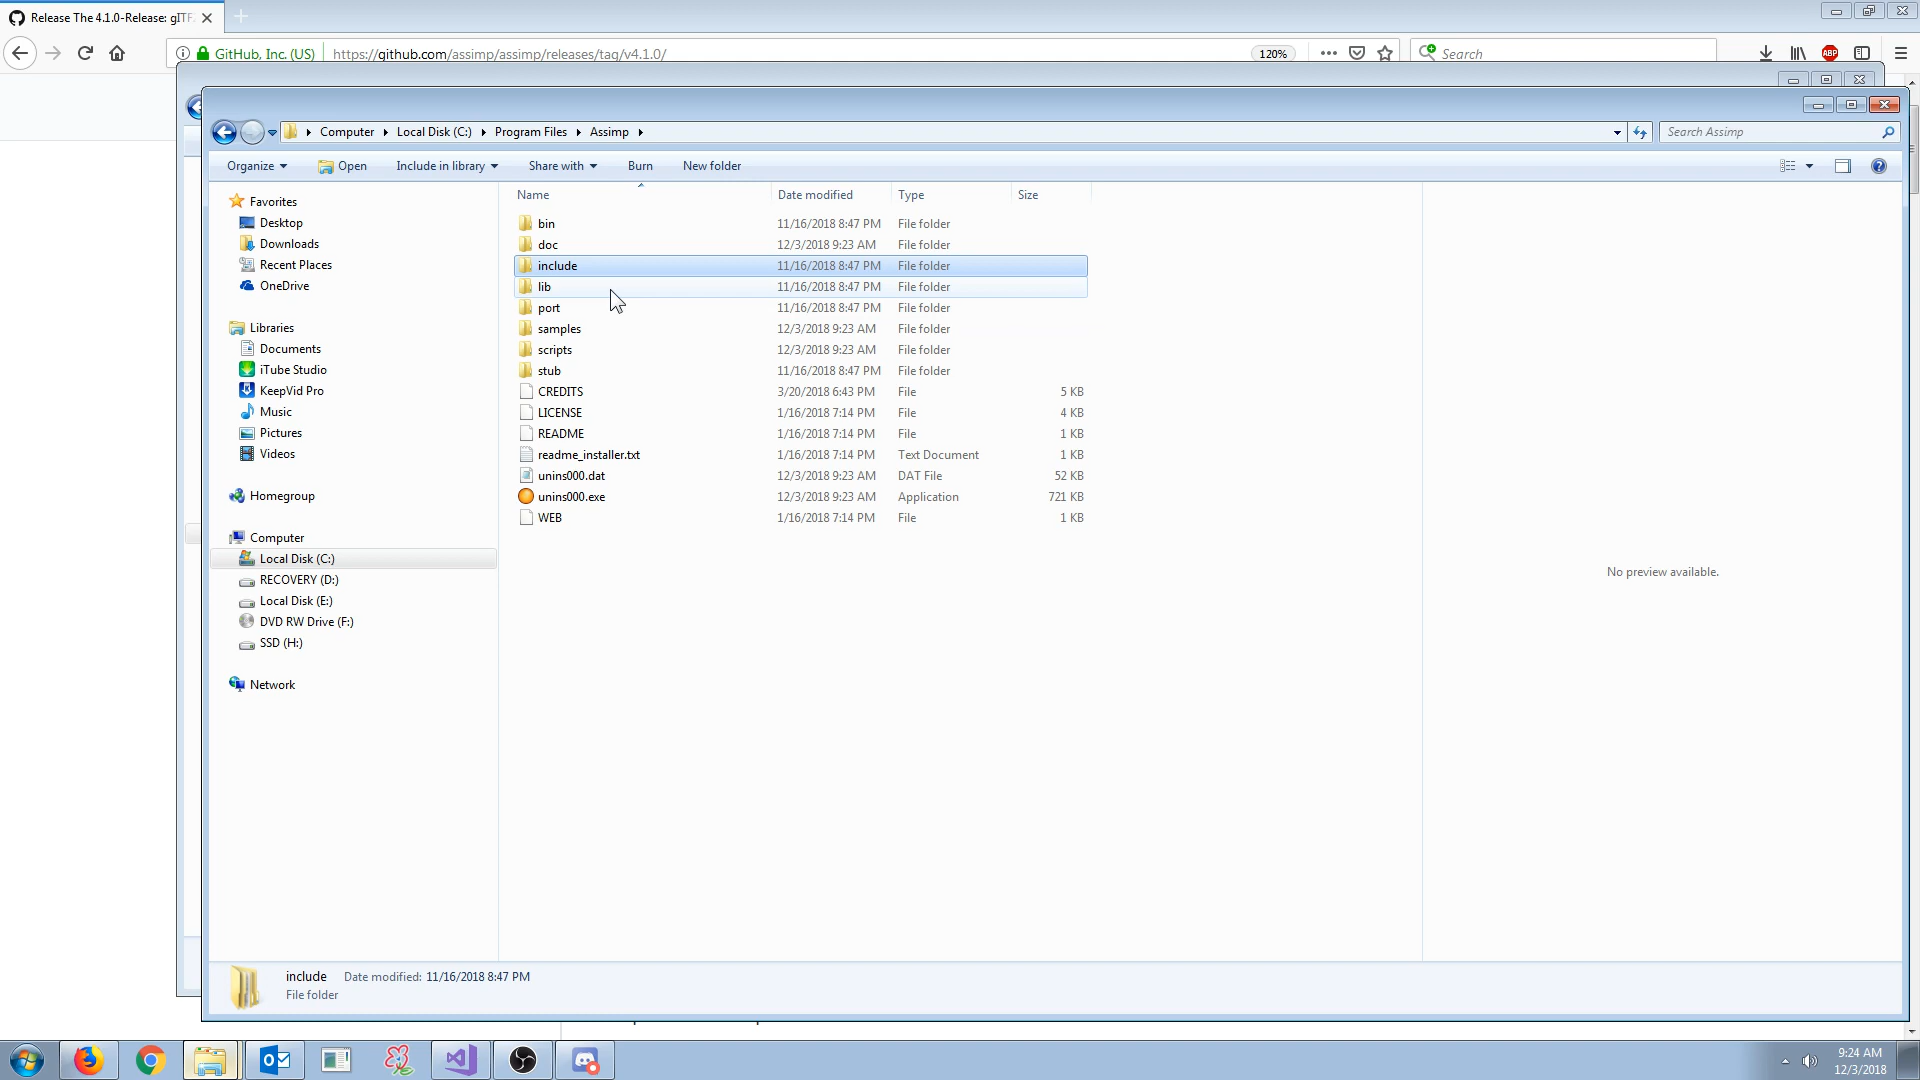 Release The 4.1.0-Release: glTF
GitHub, Inc. (US)
https://github.com/assimp/assimp/releases/tag/v4.1.0/
120%
Search
ABP
Computer
Local Disk (C:)
Program Files
Assimp
Search Assimp
Organize
Open
Include in library
Share with
Burn
New folder
Favorites
Desktop
Downloads
Recent Places
OneDrive
Libraries
Documents
iTube Studio
KeepVid Pro
Music
Pictures
Videos
Homegroup
Computer
Local Disk (C:)
RECOVERY (D:)
Local Disk (E:)
DVD RW Drive (F:)
SSD (H:)
Network
Name Date modified Type Size
bin 11/16/2018 8:47 PM File folder
doc 12/3/2018 9:23 AM File folder
include 11/16/2018 8:47 PM File folder
lib 11/16/2018 8:47 PM File folder
port 11/16/2018 8:47 PM File folder
samples 12/3/2018 9:23 AM File folder
scripts 12/3/2018 9:23 AM File folder
stub 11/16/2018 8:47 PM File folder
CREDITS 3/20/2018 6:43 PM File 5 KB
LICENSE 1/16/2018 7:14 PM File 4 KB
README 1/16/2018 7:14 PM File 1 KB
readme_installer.txt 1/16/2018 7:14 PM Text Document 1 KB
unins000.dat 12/3/2018 9:23 AM DAT File 52 KB
unins000.exe 12/3/2018 9:23 AM Application 721 KB
WEB 1/16/2018 7:14 PM File 1 KB
No preview available.
include Date modified: 11/16/2018 8:47 PM
File folder
9:24 AM
12/3/2018